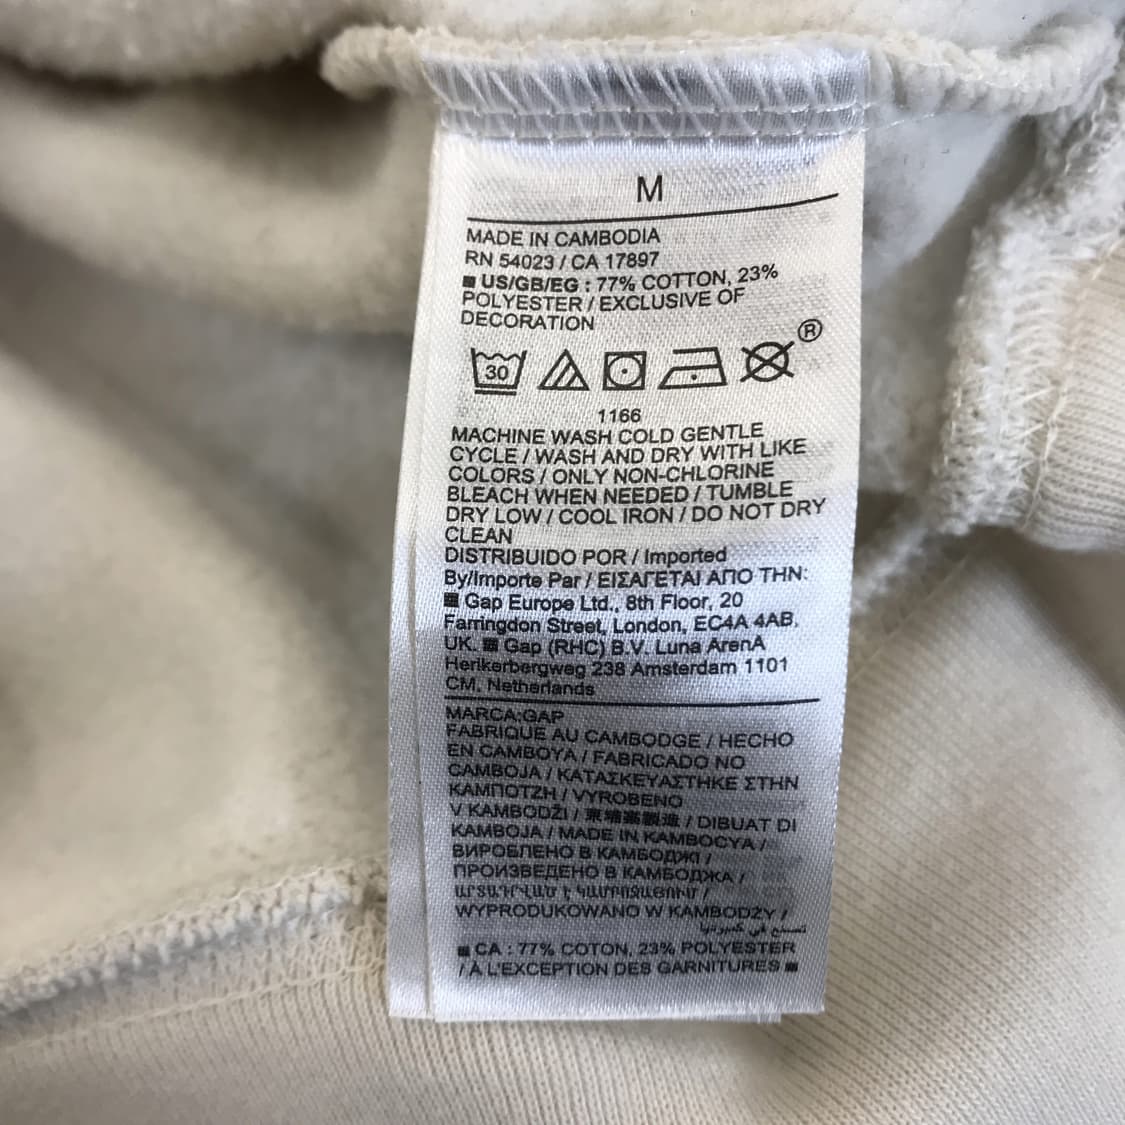 M
MADE IN CAMBODIA
RN 54023 / CA 17897
■ US/GB/EG : 77% COTTON, 23%
POLYESTER / EXCLUSIVE OF
DECORATION
®
30
1166
MACHINE WASH COLD GENTLE
CYCLE / WASH AND DRY WITH LIKE
COLORS / ONLY NON-CHLORINE
BLEACH WHEN NEEDED / TUMBLE
DRY LOW / COOL IRON / DO NOT DRY
CLEAN
DISTRIBUIDO POR / Imported
By/Importe Par / ΕΙΣΑΓΕΤΑΙ ΑΠΟ ΤΗΝ:
■ Gap Europe Ltd., 8th Floor, 20
Farringdon Street, London, EC4A 4AB,
UK. ■ Gap (RHC) B.V. Luna ArenA
Herikerbergweg 238 Amsterdam 1101
CM, Netherlands
MARCA:GAP
FABRIQUE AU CAMBODGE / HECHO
EN CAMBOYA / FABRICADO NO
CAMBOJA / ΚΑΤΑΣΚΕΥΑΣΤΗΚΕ ΣΤΗΝ
ΚΑΜΠΟΤΖΗ / VYROBENO
V KAMBODŽI / 柬埔寨製造 / DIBUAT DI
KAMBOJA / MADE IN KAMBOCYA /
ВИРОБЛЕНО В КАМБОДЖІ /
ПРОИЗВЕДЕНО В КАМБОДЖА /
WYPRODUKOWANO W KAMBODŻY /
تصنيع في كمبوديا
■ CA : 77% COTON, 23% POLYESTER
/ À L'EXCEPTION DES GARNITURES ■